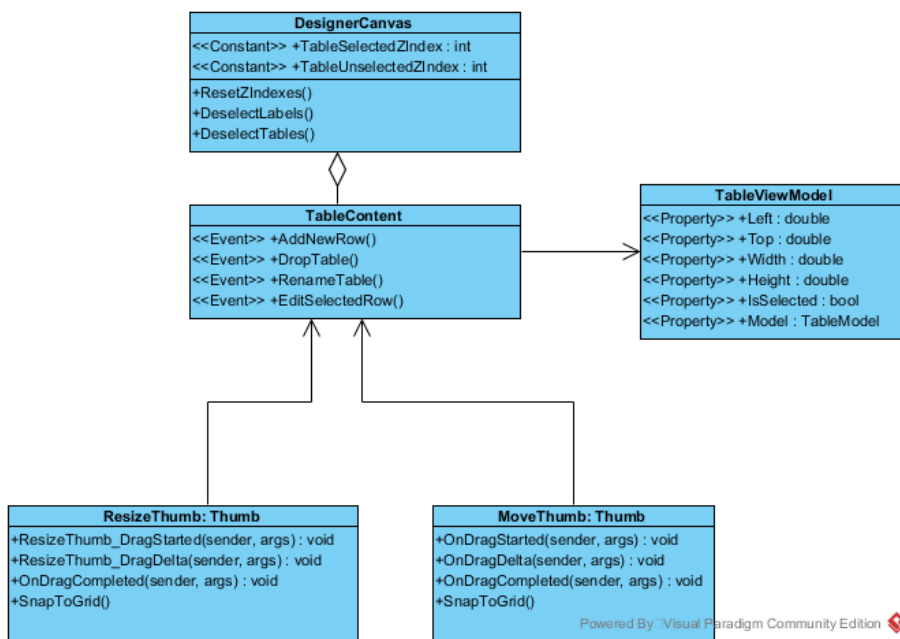 DesignerCanvas
<<Constant>> +TableSelectedZIndex : int
<<Constant>> +TableUnselectedZIndex : int
+ResetZIndexes()
+DeselectLabels()
+DeselectTables()
TableContent
<<Event>> +AddNewRow()
<<Event>> +DropTable()
<<Event>> +RenameTable()
<<Event>> +EditSelectedRow()
TableViewModel
<<Property>> +Left : double
<<Property>> +Top : double
<<Property>> +Width : double
<<Property>> +Height : double
<<Property>> +IsSelected : bool
<<Property>> +Model : TableModel
ResizeThumb: Thumb
+ResizeThumb_DragStarted(sender, args) : void
+ResizeThumb_DragDelta(sender, args) : void
+OnDragCompleted(sender, args) : void
+SnapToGrid()
MoveThumb: Thumb
+OnDragStarted(sender, args) : void
+OnDragDelta(sender, args) : void
+OnDragCompleted(sender, args) : void
+SnapToGrid()
Powered By Visual Paradigm Community Edition